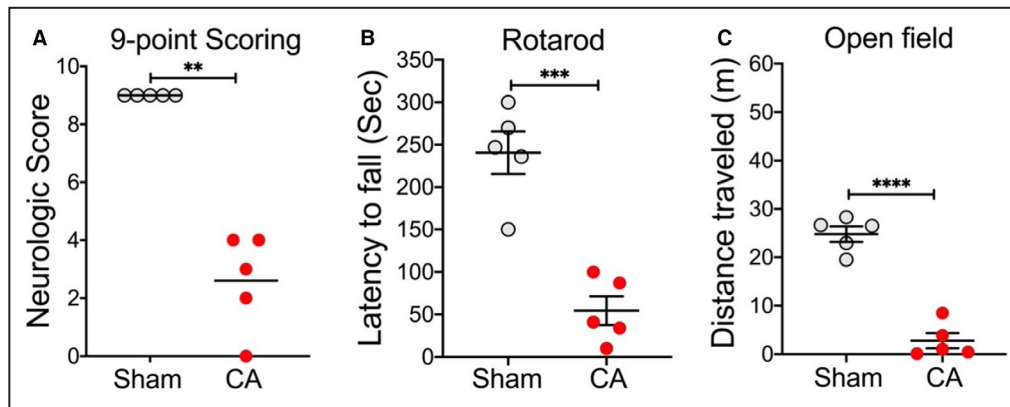 A 9-point Scoring
Neurologic Score
10
8
6
4
2
0
**
Sham CA
B Rotarod
Latency to fall (Sec)
350
300
250
200
150
100
50
0
***
Sham CA
C Open field
Distance traveled (m)
60
50
40
30
20
10
0
****
Sham CA